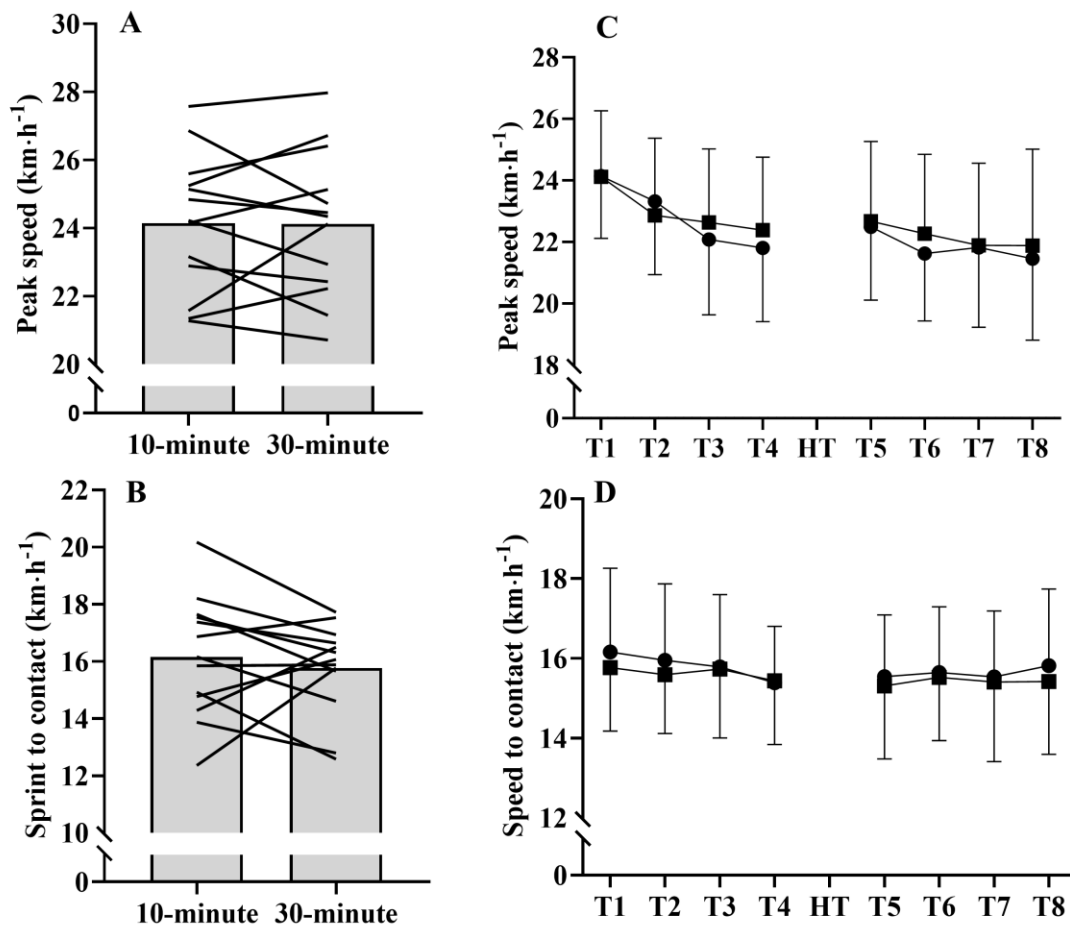 A
Peak speed (km·h⁻¹)
30
28
26
24
22
20
0
10-minute 30-minute
C
Peak speed (km·h⁻¹)
28
26
24
22
20
18
0
T1 T2 T3 T4 HT T5 T6 T7 T8
B
Sprint to contact (km·h⁻¹)
22
20
18
16
14
12
10
0
10-minute 30-minute
D
Speed to contact (km·h⁻¹)
20
18
16
14
12
0
T1 T2 T3 T4 HT T5 T6 T7 T8